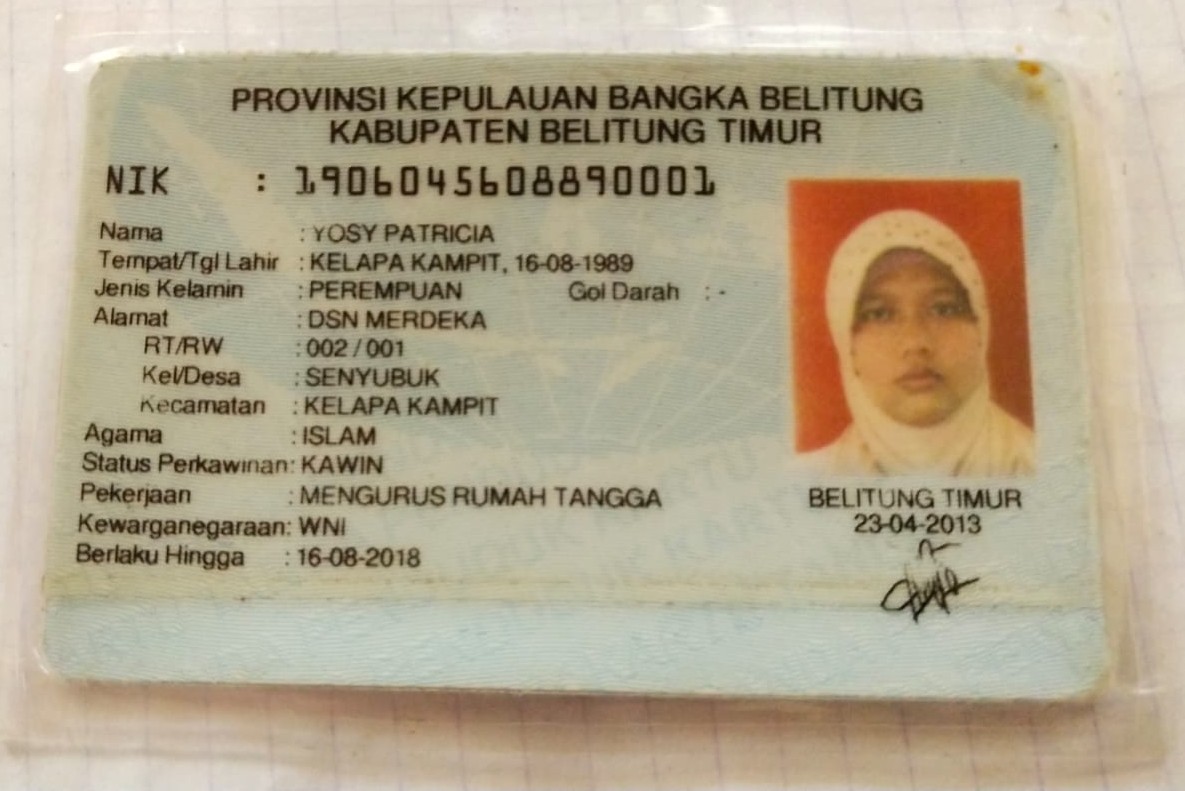 PROVINSI KEPULAUAN BANGKA BELITUNG
KABUPATEN BELITUNG TIMUR
NIK : 1906045608890001
Nama : YOSY PATRICIA
Tempat/Tgl Lahir : KELAPA KAMPIT, 16-08-1989
Jenis Kelamin : PEREMPUAN Gol Darah : -
Alamat : DSN MERDEKA
RT/RW : 002 / 001
Kel/Desa : SENYUBUK
Kecamatan : KELAPA KAMPIT
Agama : ISLAM
Status Perkawinan: KAWIN
Pekerjaan : MENGURUS RUMAH TANGGA
Kewarganegaraan: WNI
Berlaku Hingga : 16-08-2018
BELITUNG TIMUR
23-04-2013